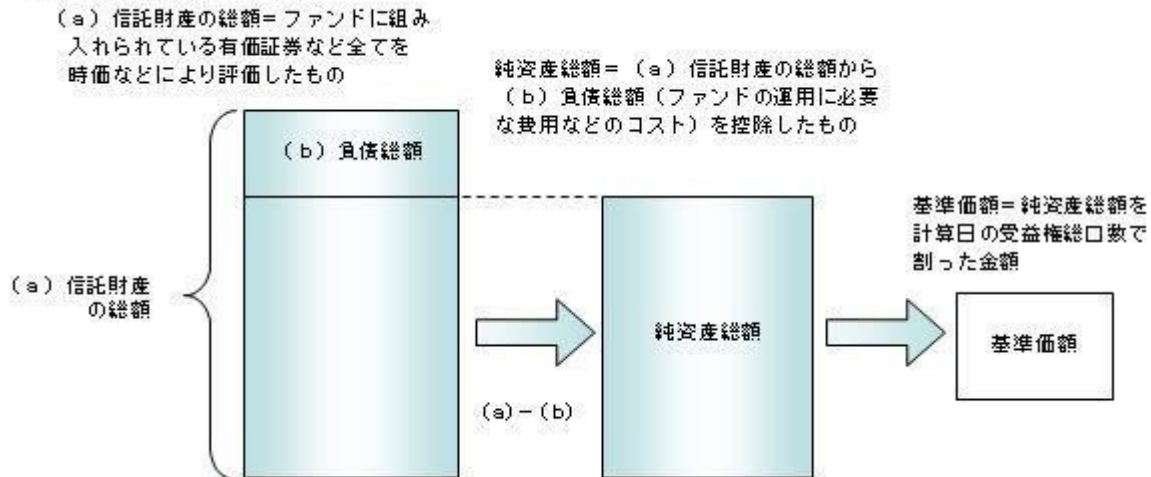 (a)信託財産の総額=ファンドに組み
入れられている有価証券など全てを
時価などにより評価したもの
純資産総額=(a)信託財産の総額から
(b)負債総額(ファンドの運用に必要
な費用などのコスト)を控除したもの
(b)負債総額
基準価額=純資産総額を
計算日の受益権総口数で
割った金額
(a)信託財産
の総額
純資産総額
基準価額
(a)-(b)